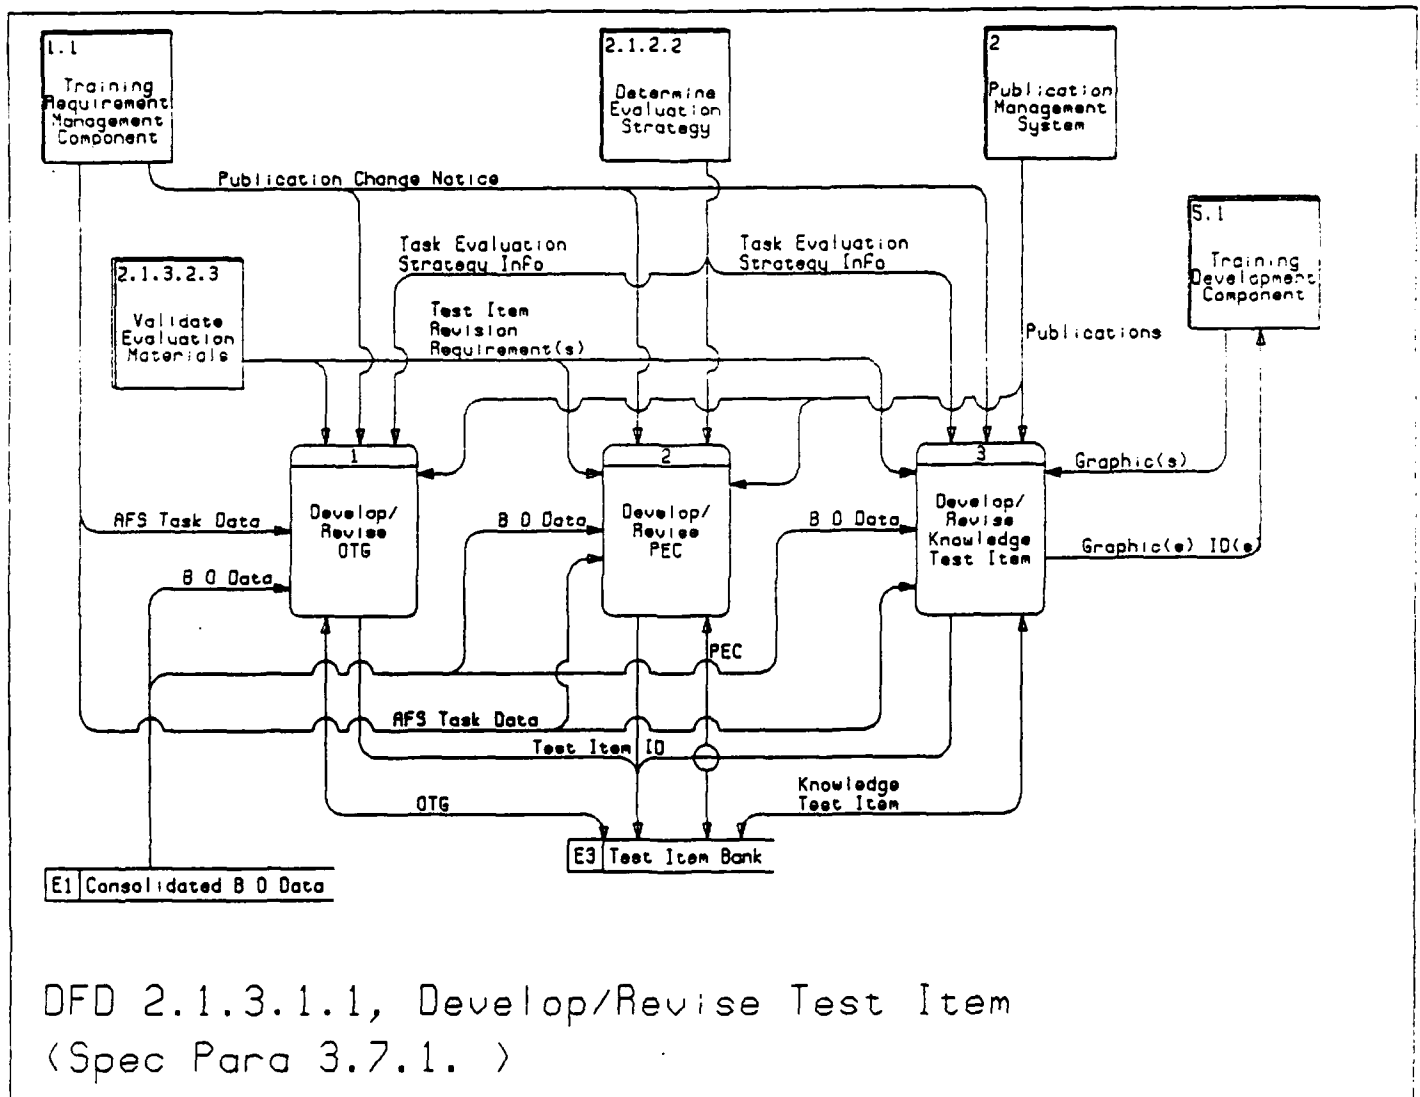 1.1
Training
Requirement
Management
Component
2.1.2.2
Determine
Evaluation
Strategy
2
Publication
Management
System
Publication Change Notice
5.1
Training
Development
Component
Task Evaluation
Strategy Info
Task Evaluation
Strategy Info
2.1.3.2.3
Validate
Evaluation
Materials
Test Item
Revision
Requirement(s)
Publications
1
Develop/
Revise
OTG
2
Develop/
Revise
PEC
3
Develop/
Revise
Knowledge
Test Item
Graphic(s)
AFS Task Data
B O Data
B O Data
Graphic(s) ID(s
B O Data
PEC
AFS Task Data
Test Item ID
OTG
Knowledge
Test Item
E3 Test Item Bank
E1 Consolidated B O Data
DFD 2.1.3.1.1, Develop/Revise Test Item
(Spec Para 3.7.1. )